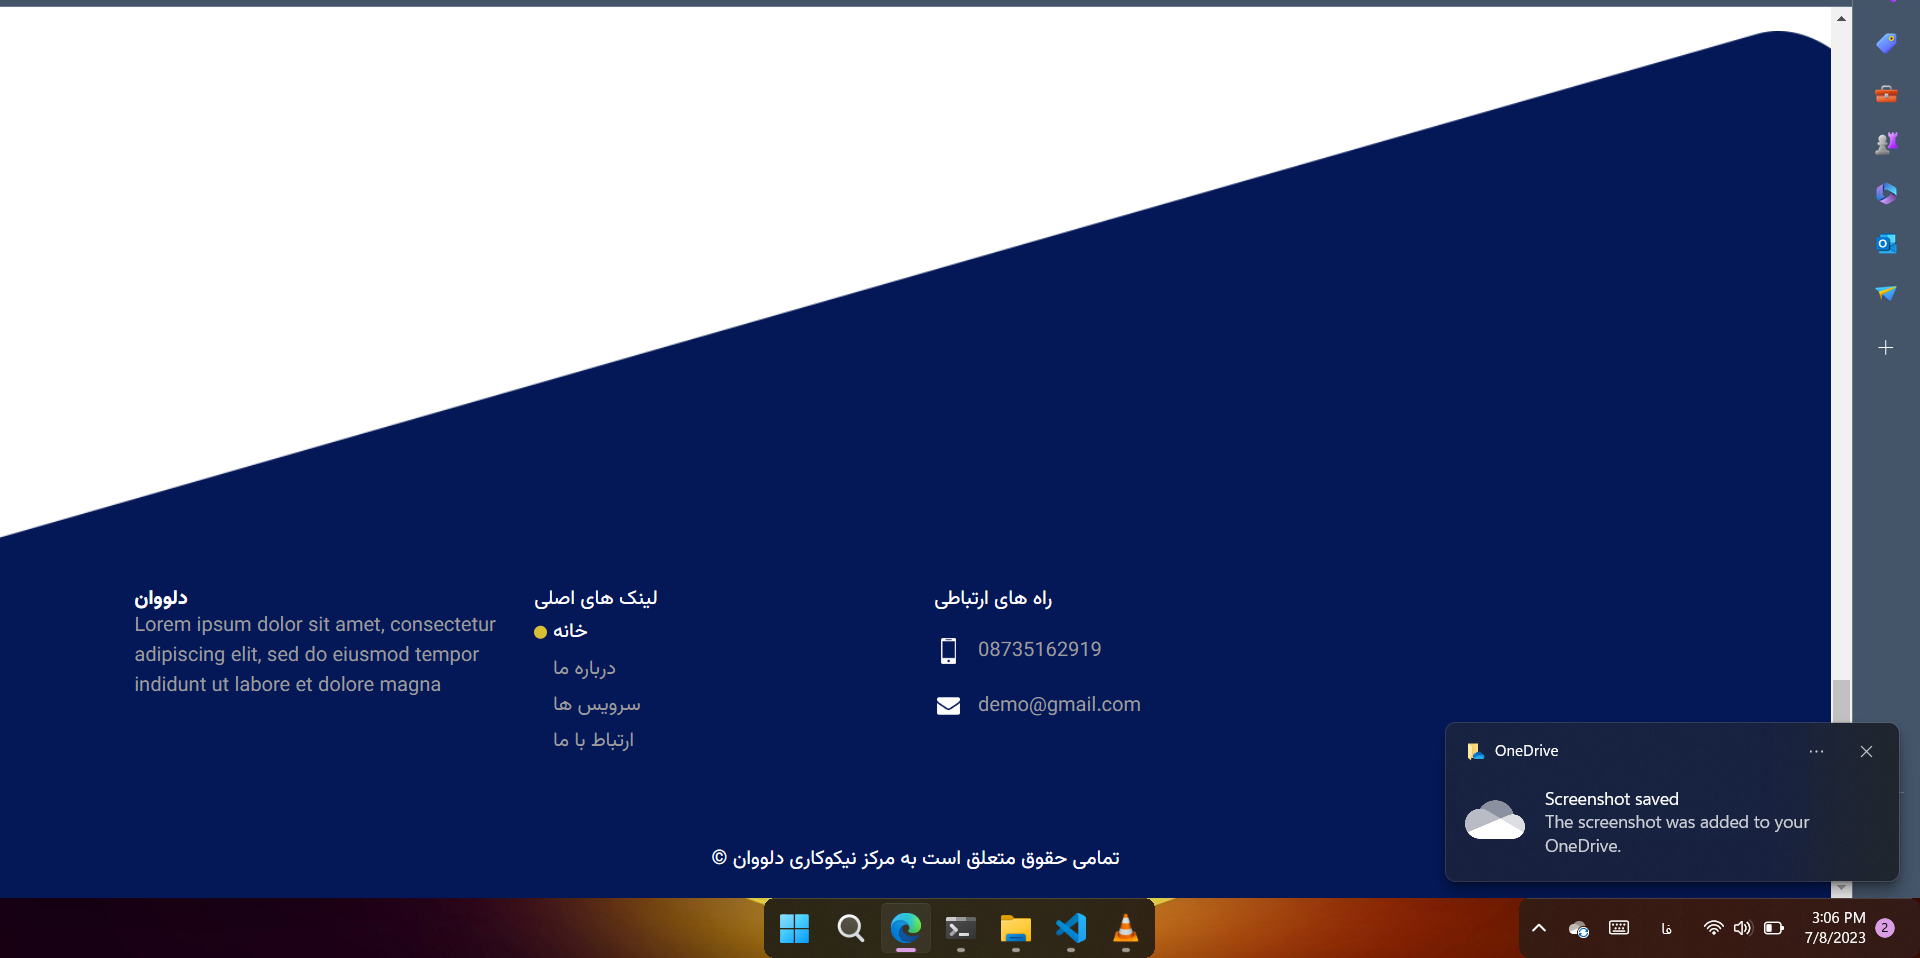 دلووان
Lorem ipsum dolor sit amet, consectetur
adipiscing elit, sed do eiusmod tempor
indidunt ut labore et dolore magna
لینک های اصلی
خانه
درباره ما
سرویس ها
ارتباط با ما
راه های ارتباطی
08735162919
demo@gmail.com
تمامی حقوق متعلق است به مرکز نیکوکاری دلووان ©
OneDrive
Screenshot saved
The screenshot was added to your
OneDrive.
فا
3:06 PM
7/8/2023
2